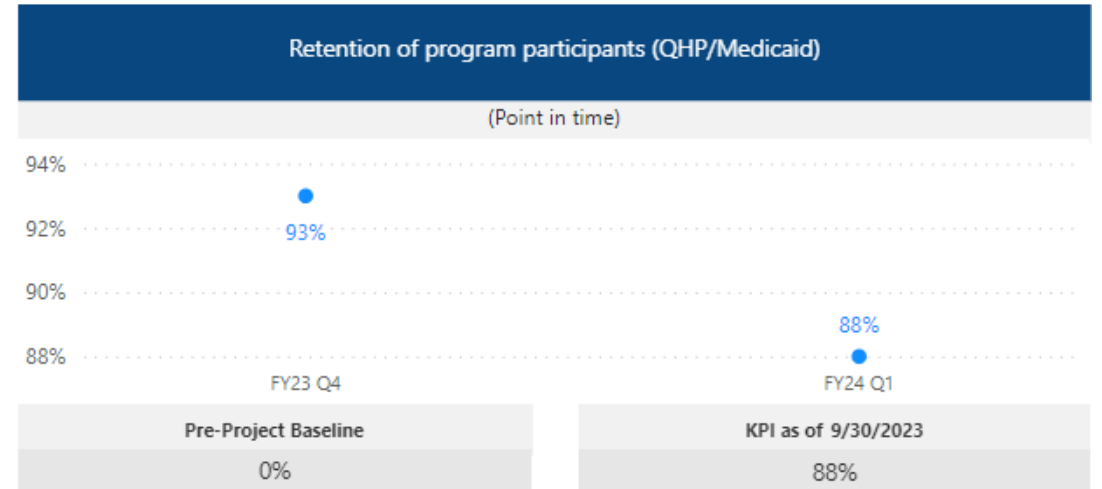 Retention of program participants (QHP/Medicaid)
(Point in time)
94%
93%
92%
90%
88%
88%
FY23 Q4 FY24 Q1
Pre-Project Baseline KPI as of 9/30/2023
0% 88%